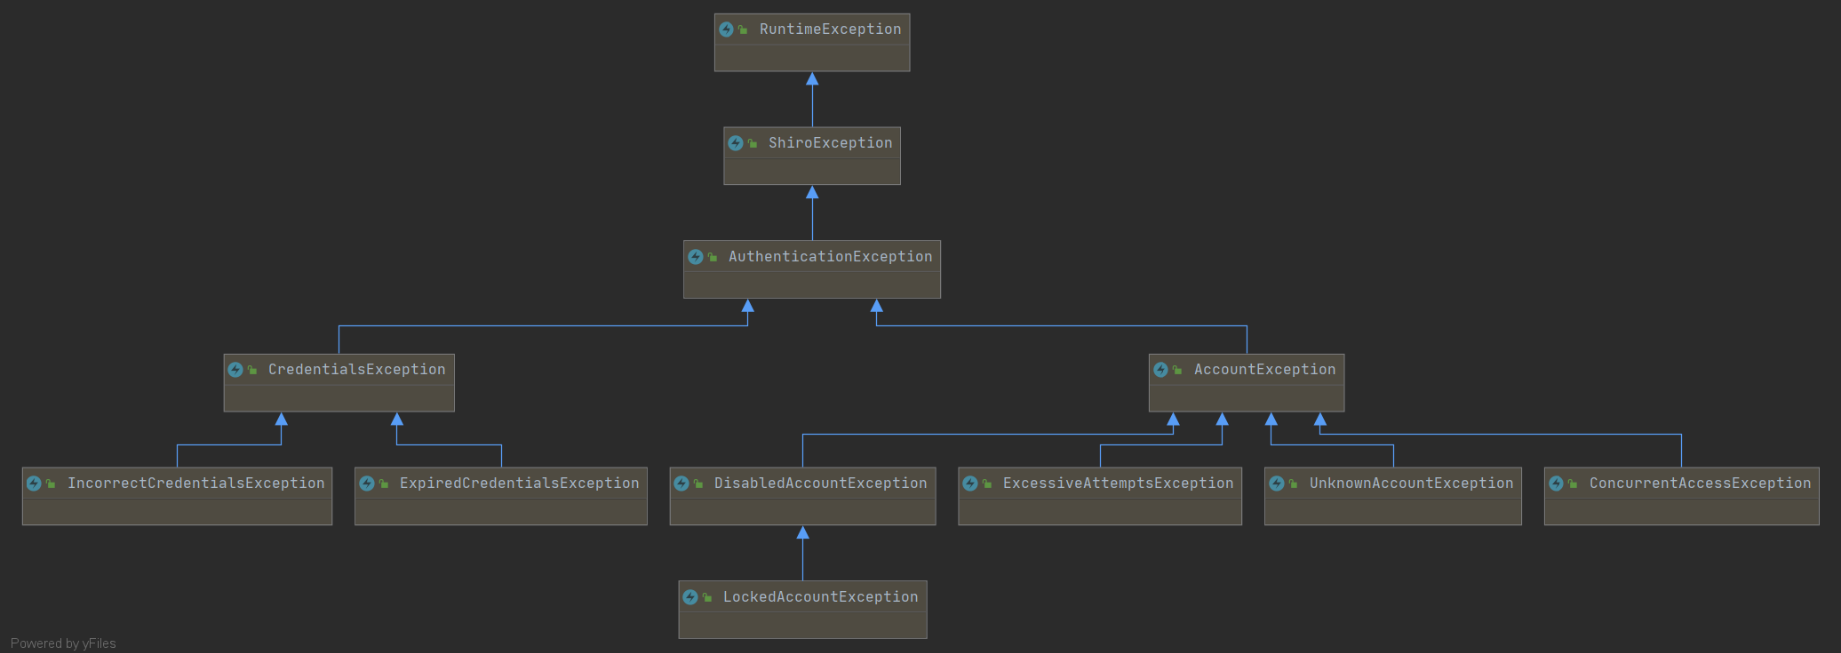 RuntimeException
ShiroException
AuthenticationException
CredentialsException
AccountException
IncorrectCredentialsException
ExpiredCredentialsException
DisabledAccountException
ExcessiveAttemptsException
UnknownAccountException
ConcurrentAccessException
LockedAccountException
Powered by yFiles